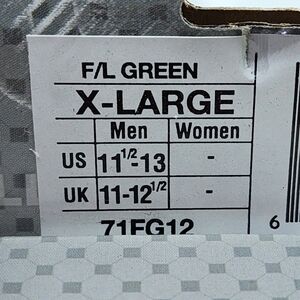 F/L GREEN
X-LARGE
Men Women
US 11 1/2-13 -
UK 11-12 1/2 -
71FG12
6